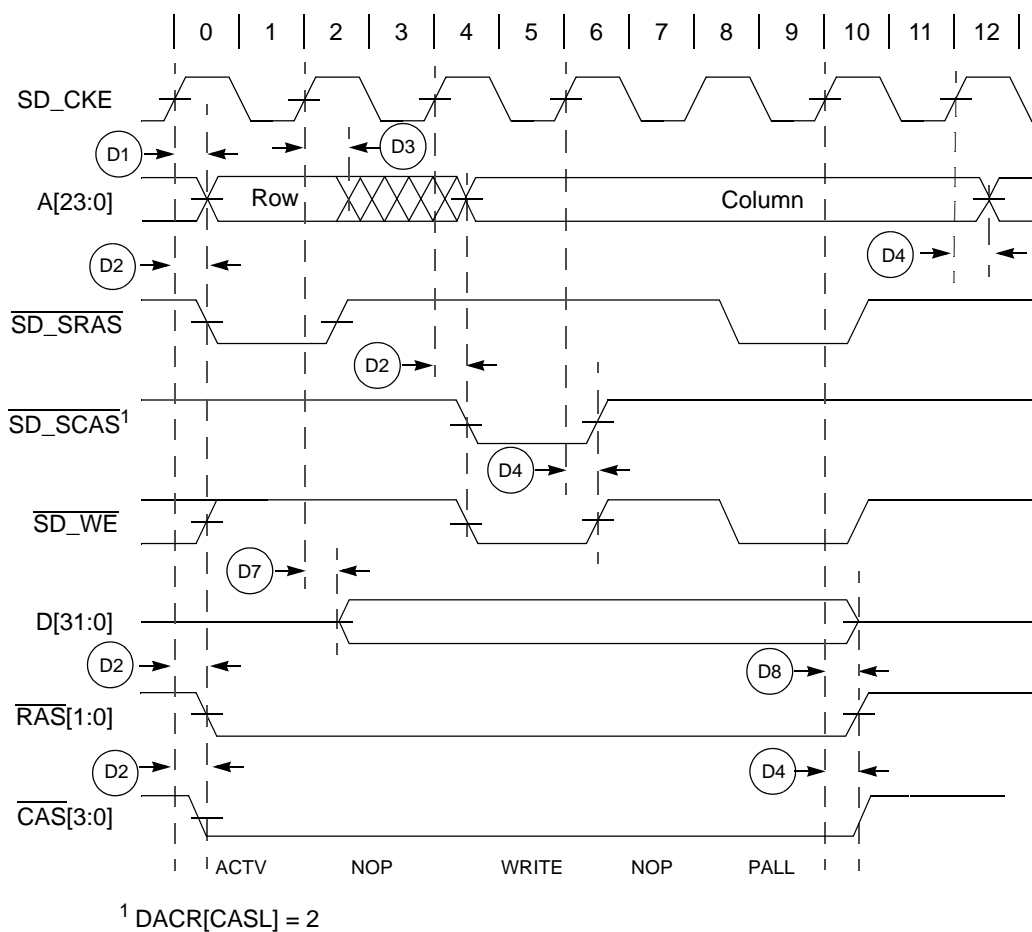 0 1 2 3 4 5 6 7 8 9 10 11 12
SD_CKE
D1
D3
A[23:0]
Row
Column
D2
D4
SD_SRAS
D2
SD_SCAS¹
D4
SD_WE
D7
D[31:0]
D2
D8
RAS[1:0]
D2
D4
CAS[3:0]
ACTV NOP WRITE NOP PALL
¹ DACR[CASL] = 2